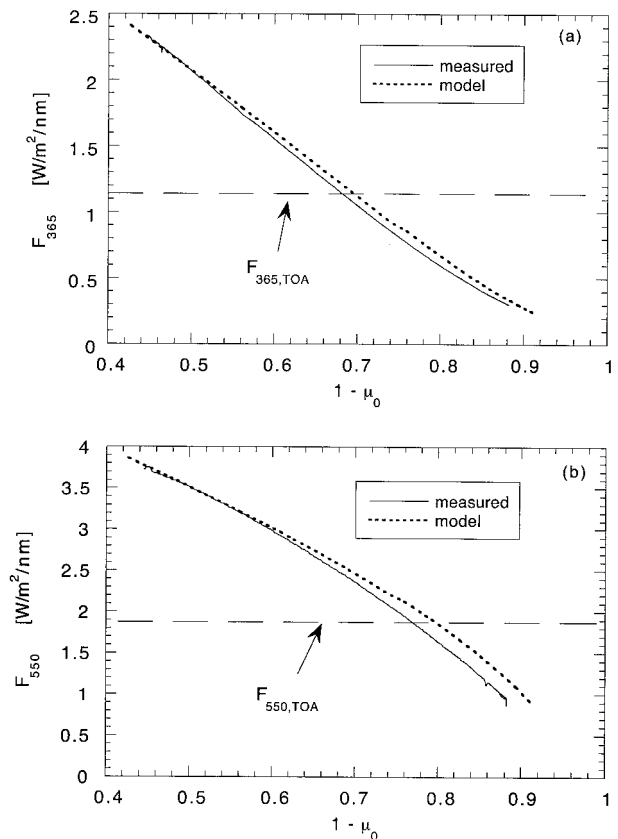 (a)
measured
model
2.5
2
1.5
1
0.5
0
F365 [W/m²/nm]
F365,TOA
0.4 0.5 0.6 0.7 0.8 0.9 1
1 - μ0
(b)
measured
model
4
3.5
3
2.5
2
1.5
1
0.5
0
F550 [W/m²/nm]
F550,TOA
0.4 0.5 0.6 0.7 0.8 0.9 1
1 - μ0